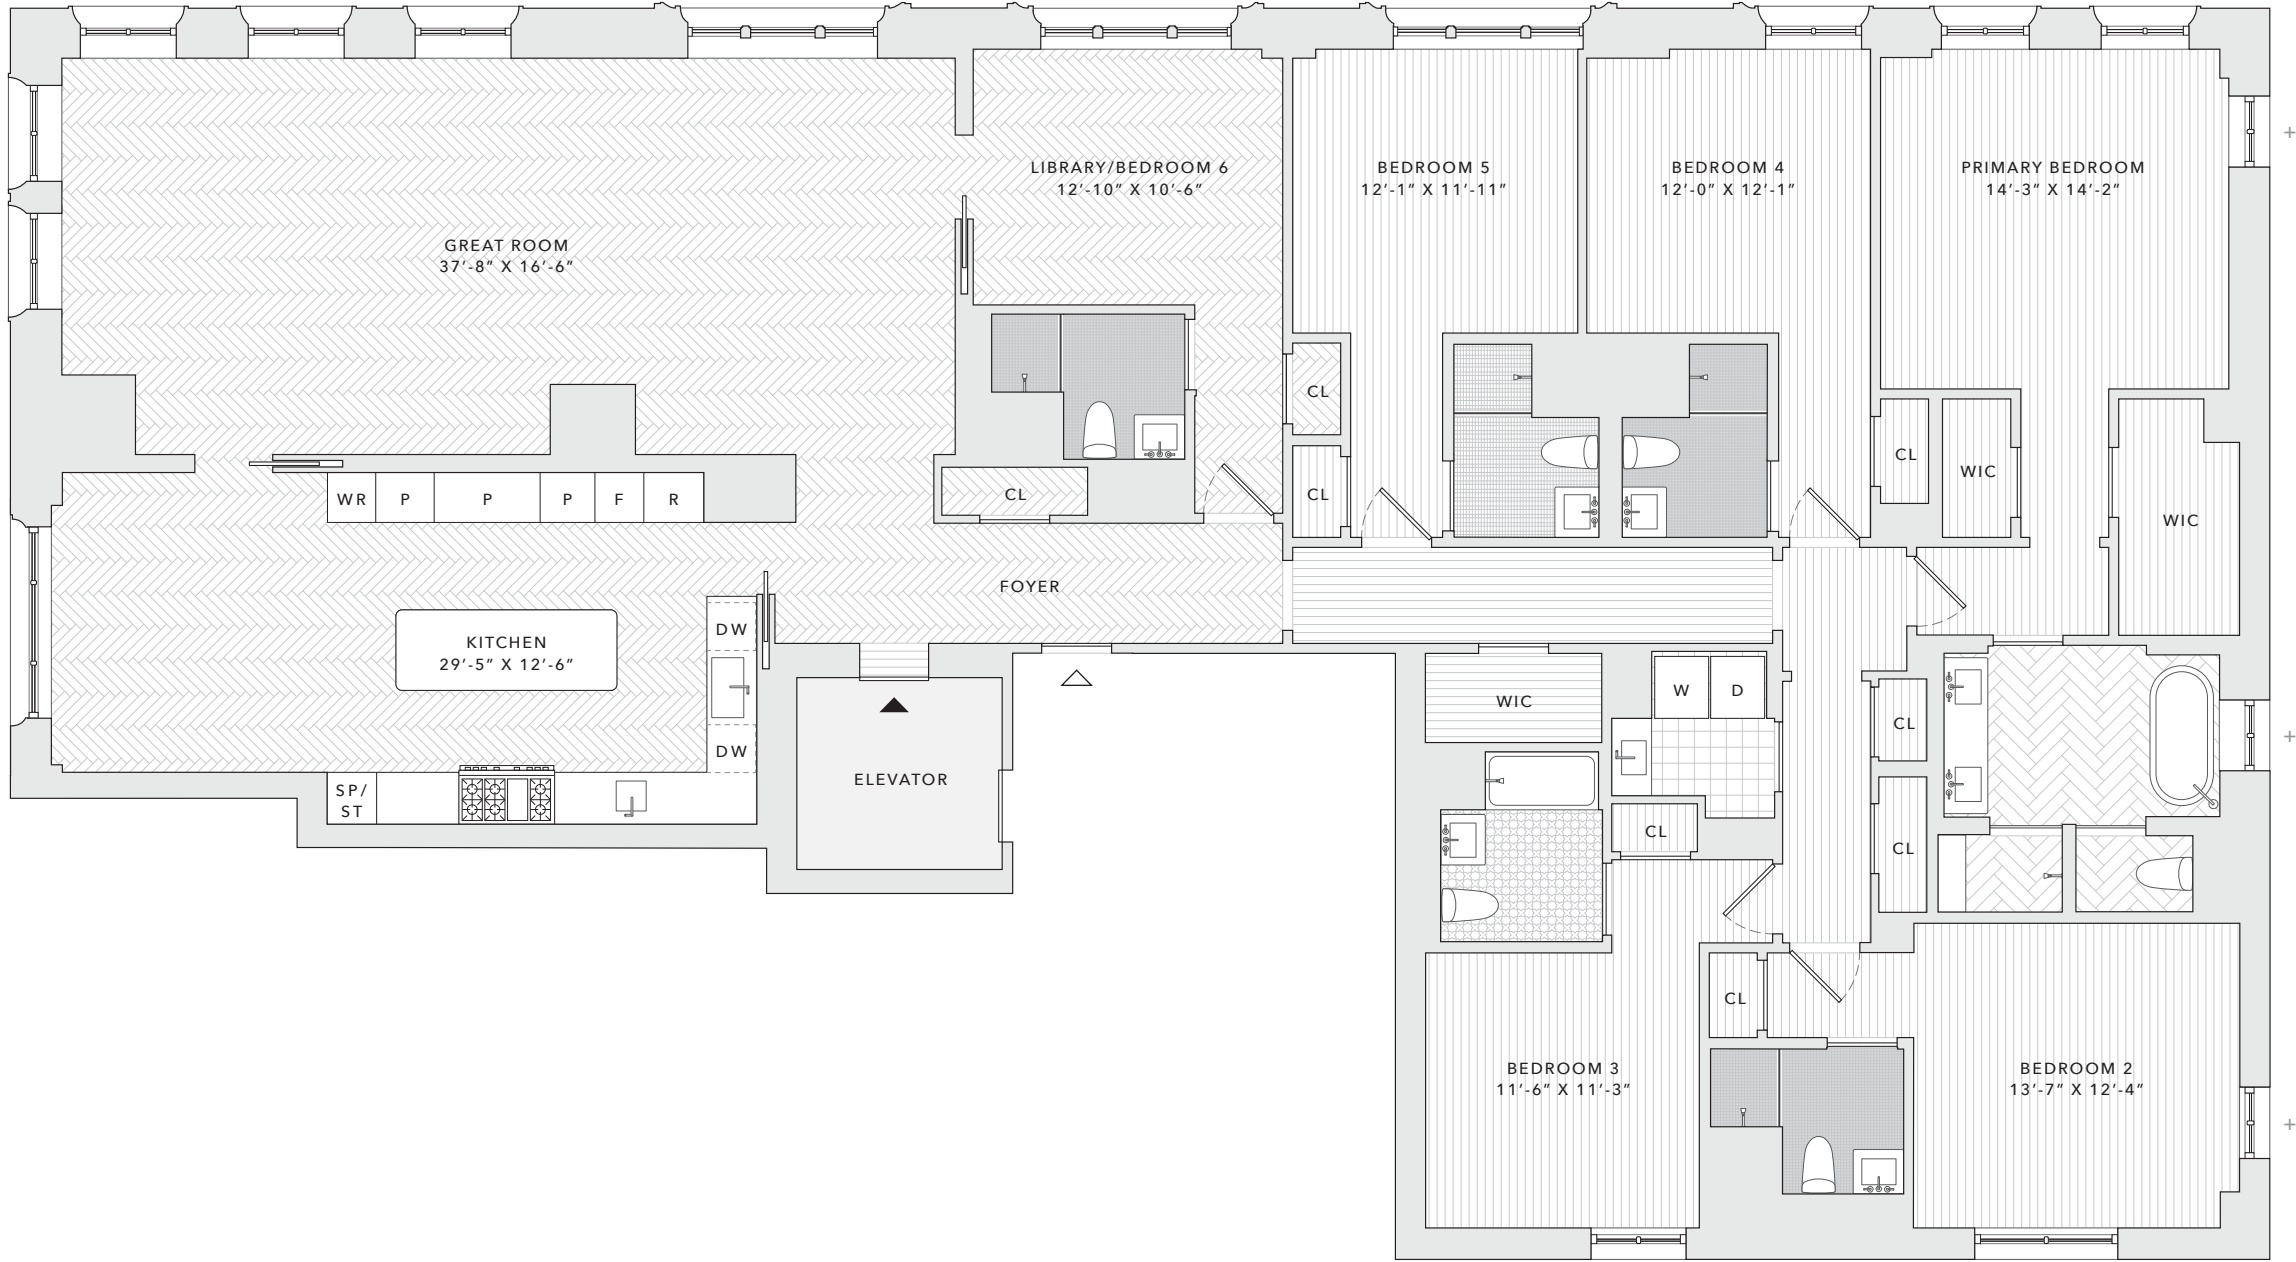 LIBRARY/BEDROOM 6
12'-10" X 10'-6"
BEDROOM 5
12'-1" X 11'-11"
BEDROOM 4
12'-0" X 12'-1"
PRIMARY BEDROOM
14'-3" X 14'-2"
GREAT ROOM
37'-8" X 16'-6"
CL
CL
WIC
WR
P
P
P
F
R
CL
CL
WIC
FOYER
KITCHEN
29'-5" X 12'-6"
DW
DW
WIC
W
D
CL
ELEVATOR
SP/
ST
CL
CL
CL
BEDROOM 3
11'-6" X 11'-3"
BEDROOM 2
13'-7" X 12'-4"